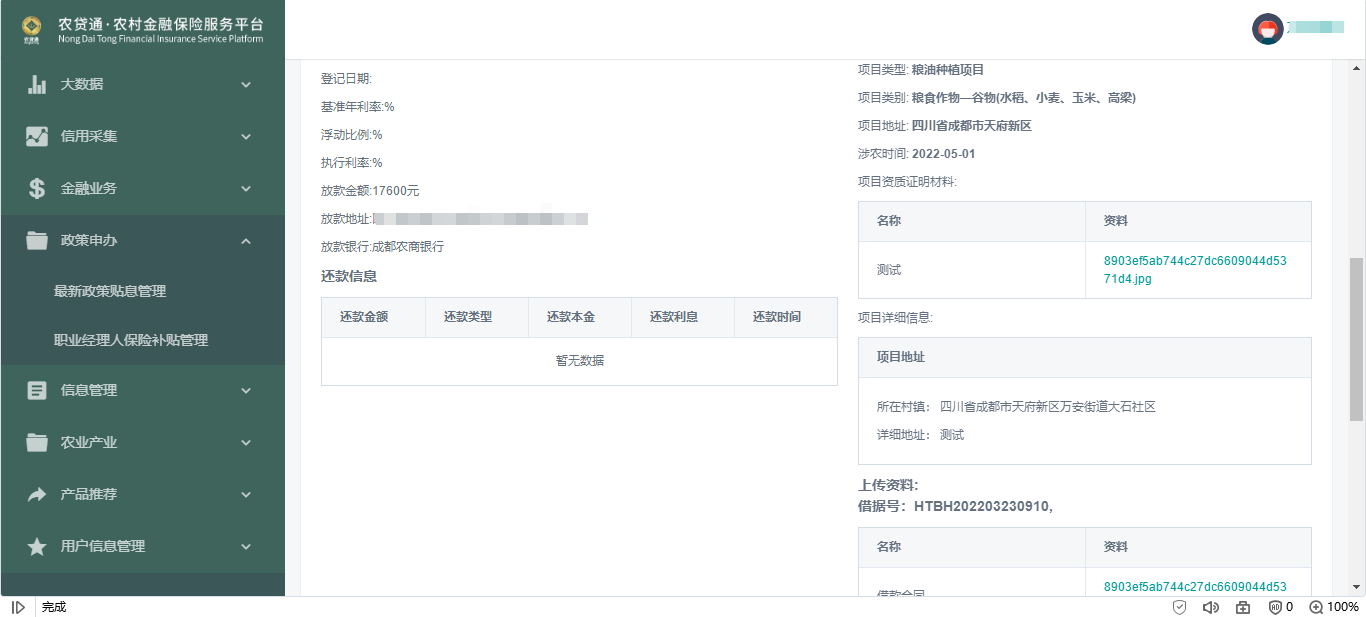 农贷通·农村金融保险服务平台
Nong Dai Tong Financial Insurance Service Platform
大数据
信用采集
金融业务
政策申办
最新政策贴息管理
职业经理人保险补贴管理
信息管理
农业产业
产品推荐
用户信息管理
登记日期:
基准年利率:%
浮动比例:%
执行利率:%
放款金额:17600元
放款地址:
放款银行:成都农商银行
还款信息
还款金额 还款类型 还款本金 还款利息 还款时间
暂无数据
项目类型: 粮油种植项目
项目类别: 粮食作物—谷物(水稻、小麦、玉米、高梁)
项目地址: 四川省成都市天府新区
涉农时间: 2022-05-01
项目资质证明材料:
名称 资料
测试 8903ef5ab744c27dc6609044d53
71d4.jpg
项目详细信息:
项目地址
所在村镇： 四川省成都市天府新区万安街道大石社区
详细地址： 测试
上传资料:
借据号：HTBH202203230910,
名称 资料
借款合同 8903ef5ab744c27dc6609044d53
完成
0 100%